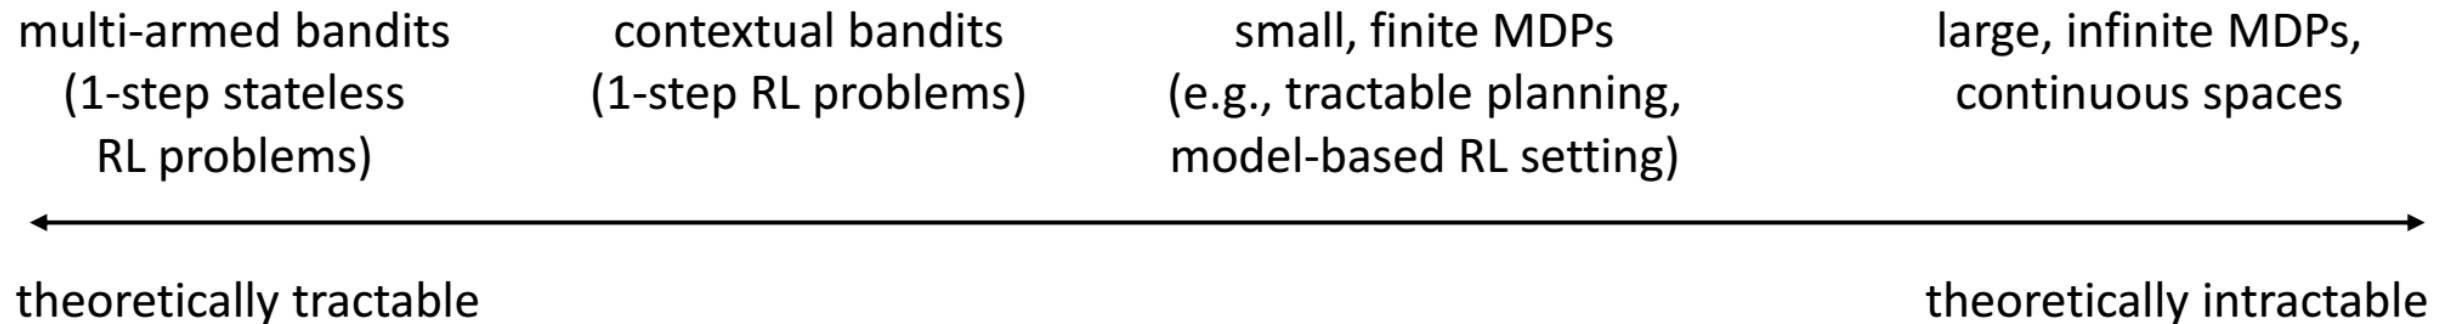 multi-armed bandits
(1-step stateless
RL problems)
contextual bandits
(1-step RL problems)
small, finite MDPs
(e.g., tractable planning,
model-based RL setting)
large, infinite MDPs,
continuous spaces
theoretically tractable
theoretically intractable